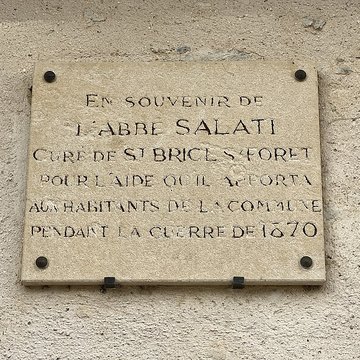 EN SOUVENIR DE
L'ABBE SALATI
CURE DE ST BRICE S/S FORET
POUR L'AIDE QU'IL APPORTA
AUX HABITANTS DE LA COMMUNE
PENDANT LA GUERRE DE 1870